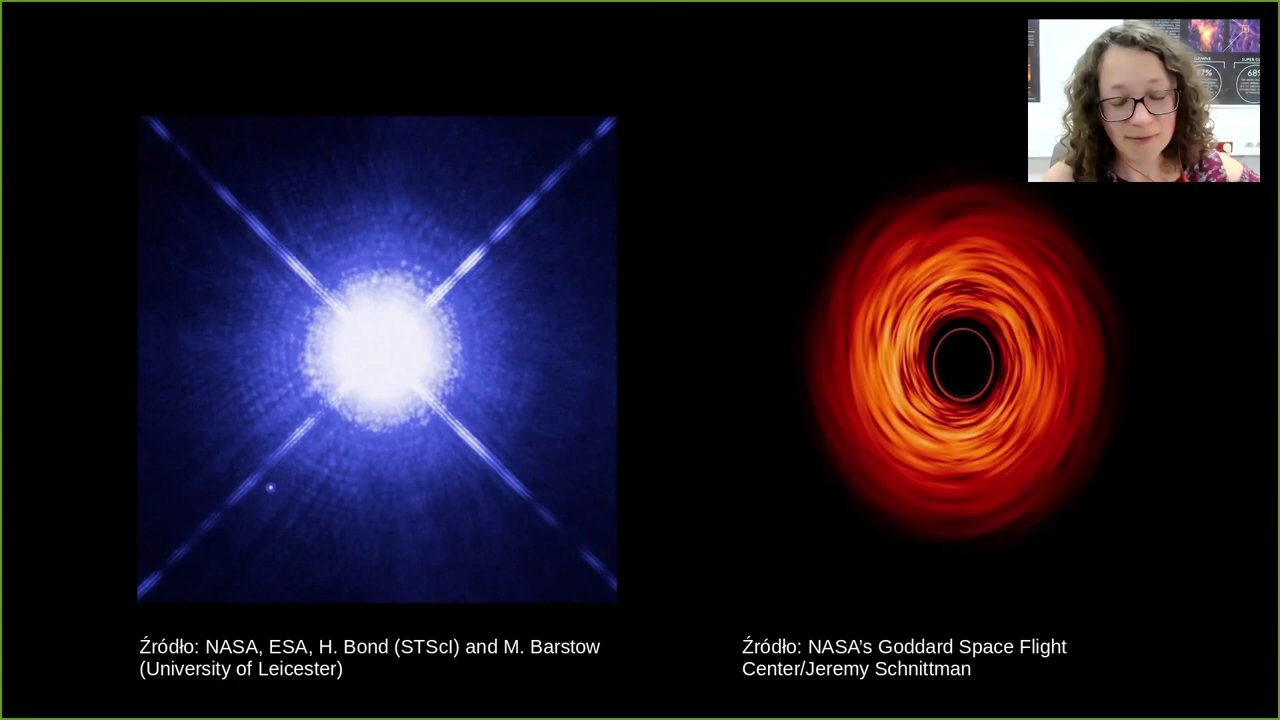 Źródło: NASA, ESA, H. Bond (STScI) and M. Barstow
(University of Leicester)
Źródło: NASA’s Goddard Space Flight
Center/Jeremy Schnittman